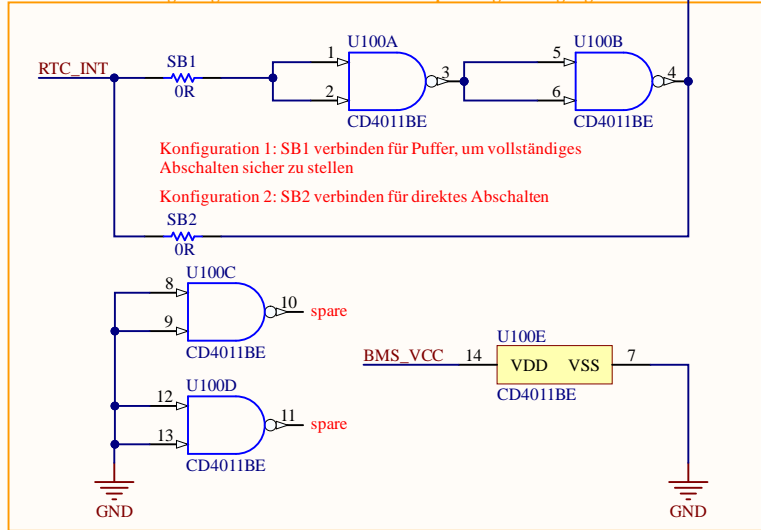 SB1
U100A
U100B
RTC_INT
1
2
3
5
6
4
0R
CD4011BE
CD4011BE
Konfiguration 1: SB1 verbinden für Puffer, um vollständiges
Abschalten sicher zu stellen
Konfiguration 2: SB2 verbinden für direktes Abschalten
SB2
0R
U100C
8
9
10
spare
CD4011BE
U100E
BMS_VCC
14
VDD
VSS
7
CD4011BE
U100D
12
13
11
spare
CD4011BE
GND
GND